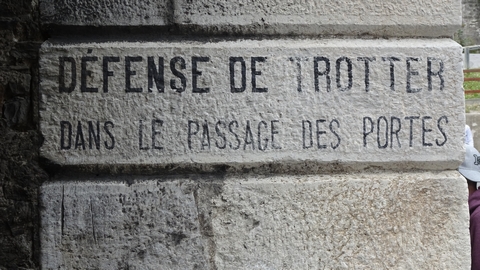 DÉFENSE DE TROTTER
DANS LE PASSAGE DES PORTES